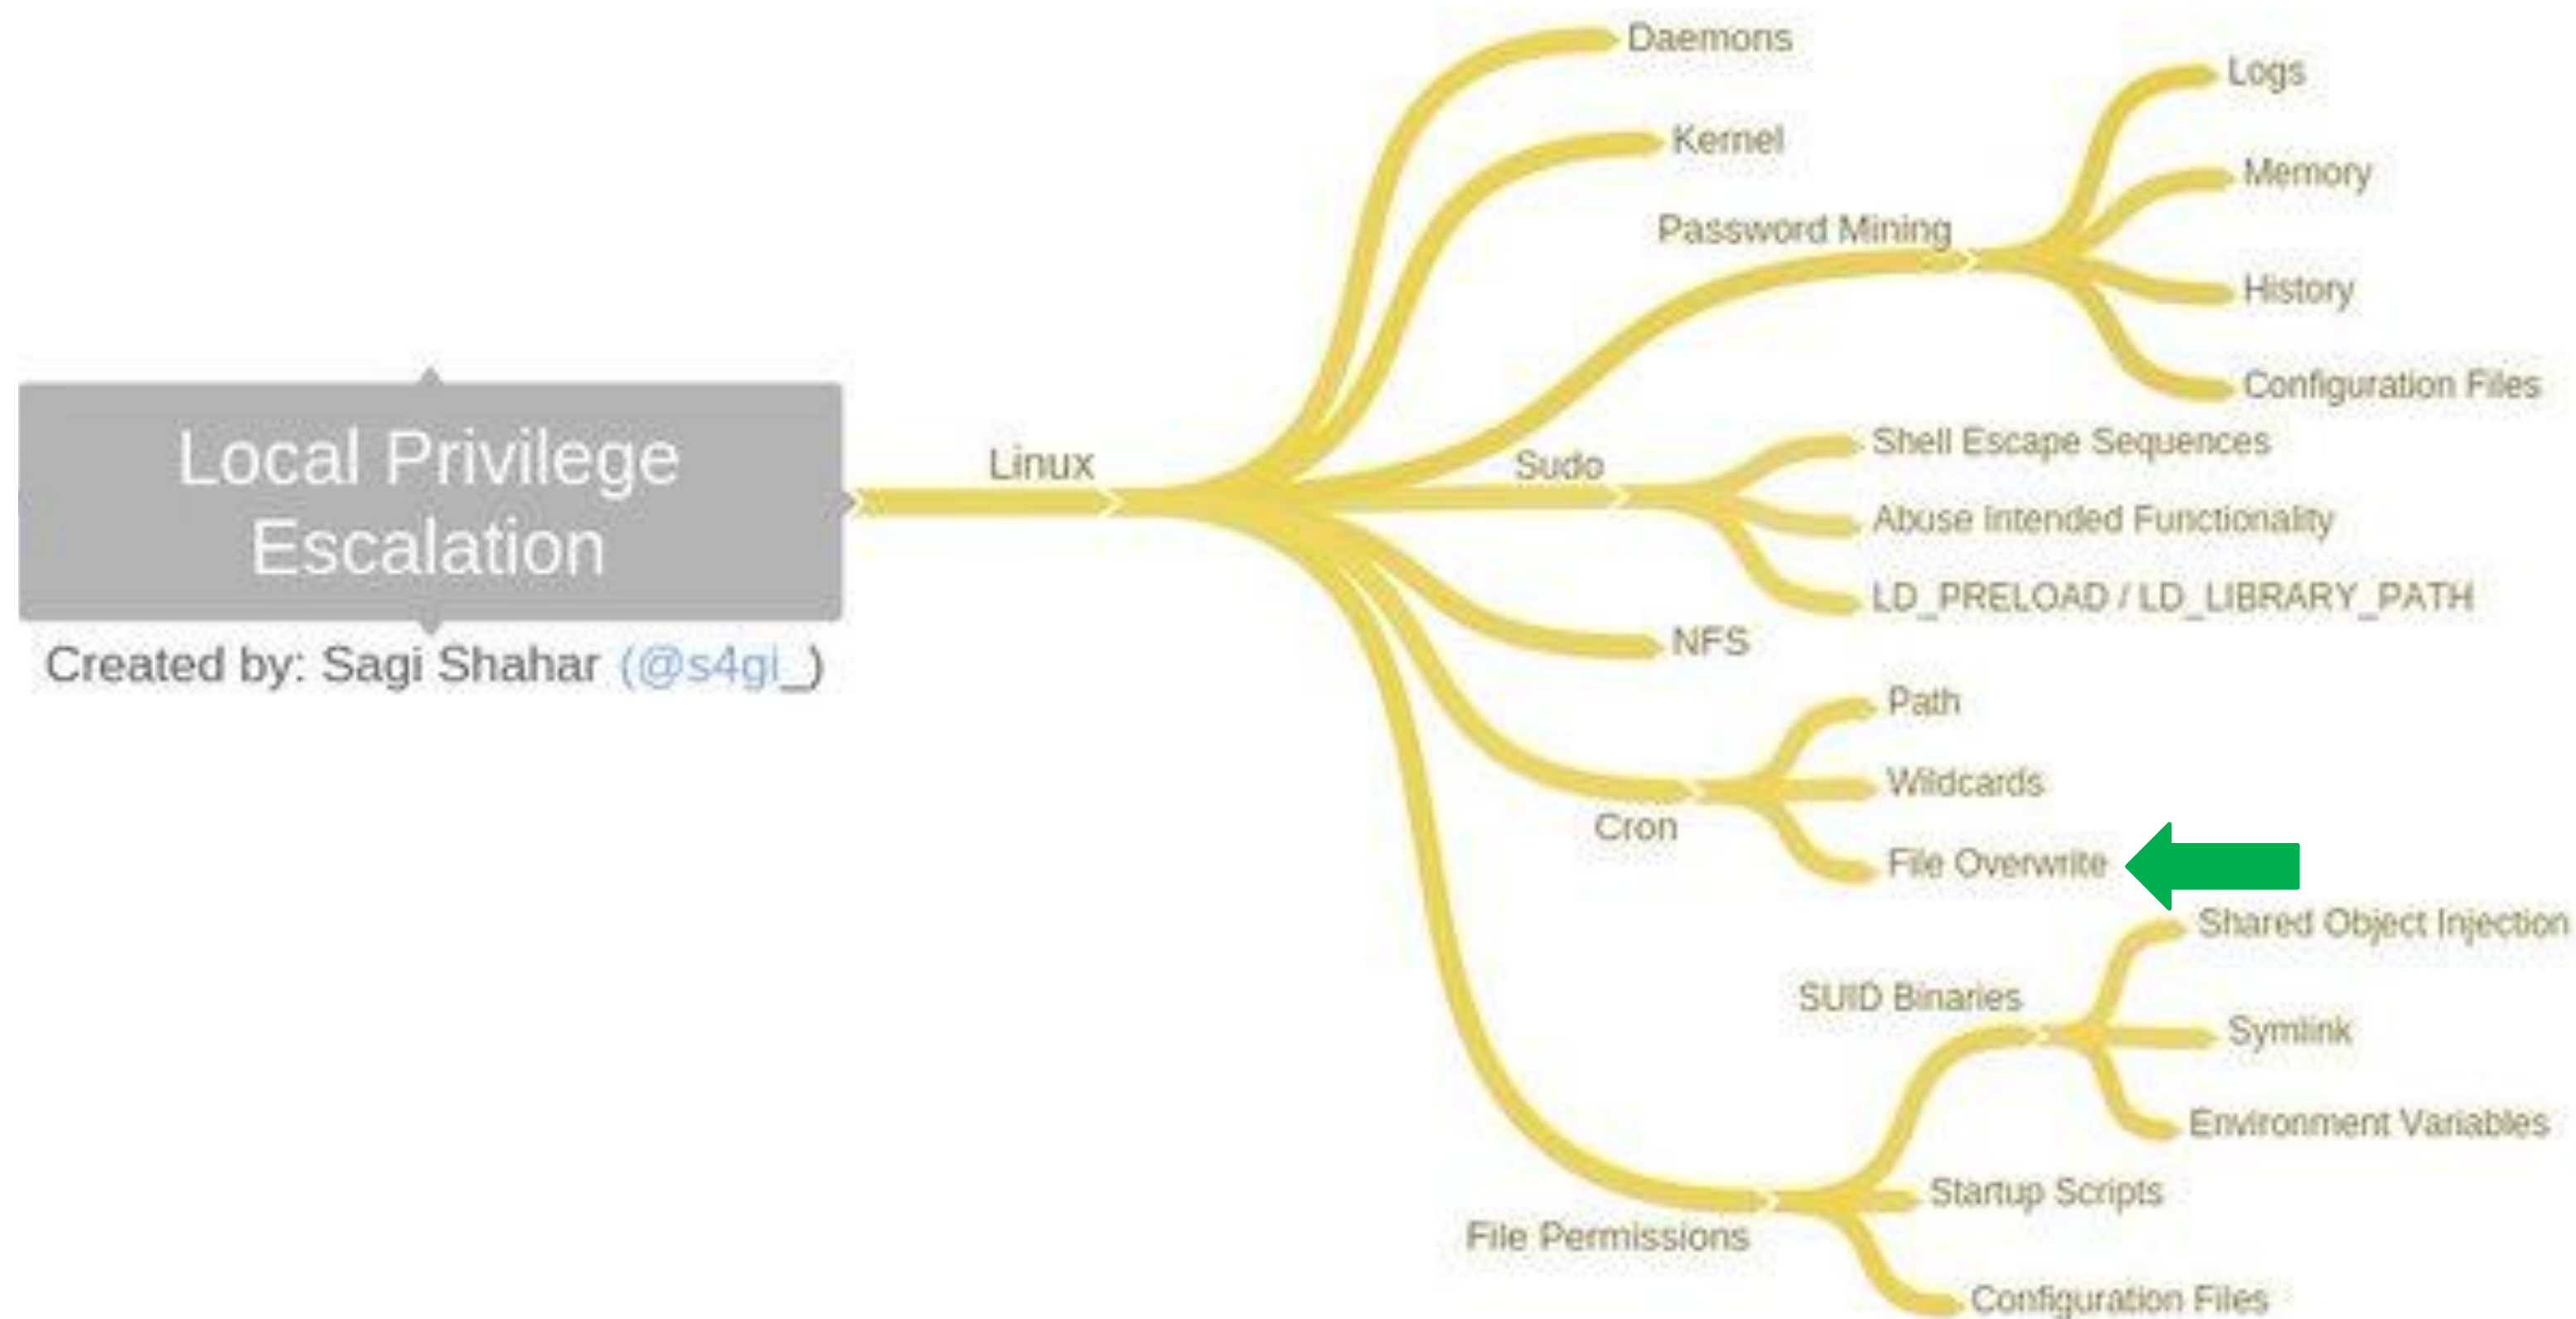 Local Privilege
Escalation
Created by: Sagi Shahar (@s4gi_)
Linux
Daemons
Kernel
Password Mining
Logs
Memory
History
Configuration Files
Sudo
Shell Escape Sequences
Abuse Intended Functionality
LD_PRELOAD / LD_LIBRARY_PATH
NFS
Cron
Path
Wildcards
File Overwrite
File Permissions
SUID Binaries
Shared Object Injection
Symlink
Environment Variables
Startup Scripts
Configuration Files